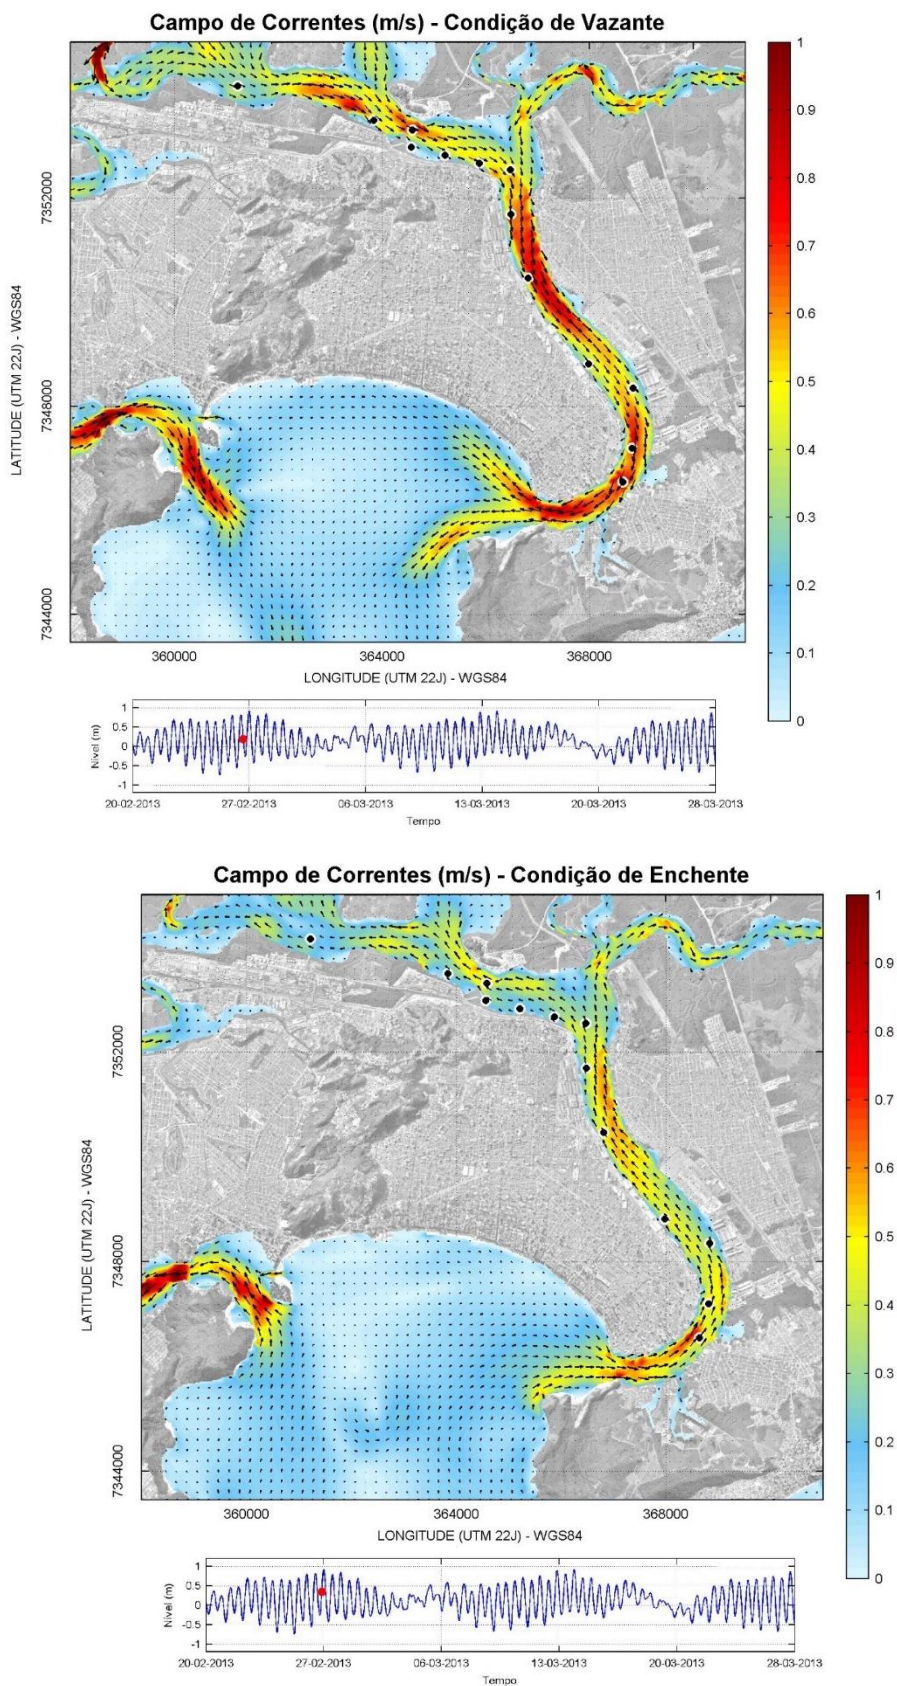 Campo de Correntes (m/s) - Condição de Vazante
1
0.9
0.8
0.7
0.6
0.5
0.4
0.3
0.2
0.1
0
LATITUDE (UTM 22J) - WGS84
7352000
7348000
7344000
360000 364000 368000
LONGITUDE (UTM 22J) - WGS84
Nível (m)
1
0.5
0
-0.5
-1
20-02-2013 27-02-2013 06-03-2013 13-03-2013 20-03-2013 28-03-2013
Tempo
Campo de Correntes (m/s) - Condição de Enchente
1
0.9
0.8
0.7
0.6
0.5
0.4
0.3
0.2
0.1
0
LATITUDE (UTM 22J) - WGS84
7352000
7348000
7344000
360000 364000 368000
LONGITUDE (UTM 22J) - WGS84
Nível (m)
1
0.5
0
-0.5
-1
20-02-2013 27-02-2013 06-03-2013 13-03-2013 20-03-2013 28-03-2013
Tempo